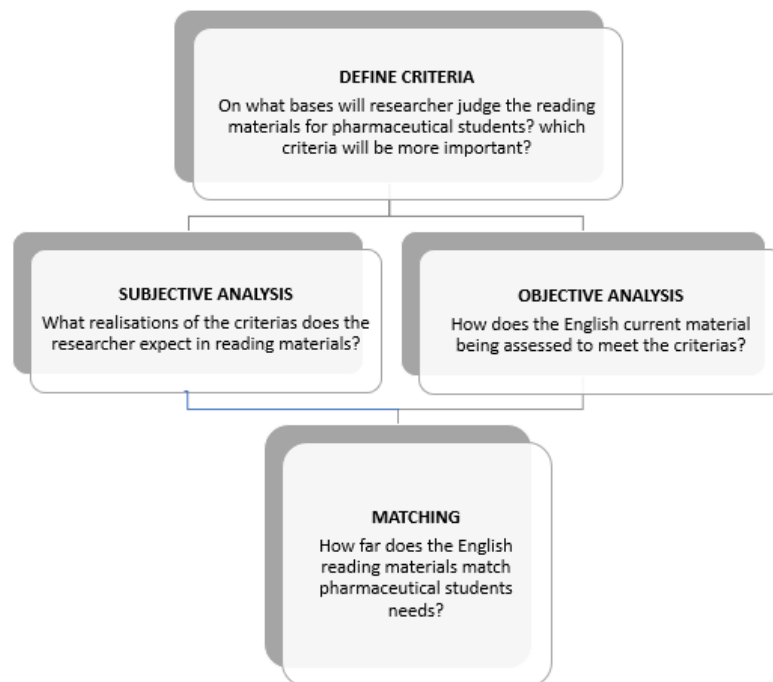 DEFINE CRITERIA
On what bases will researcher judge the reading
materials for pharmaceutical students? which
criteria will be more important?
SUBJECTIVE ANALYSIS
What realisations of the criterias does the
researcher expect in reading materials?
OBJECTIVE ANALYSIS
How does the English current material
being assessed to meet the criterias?
MATCHING
How far does the English
reading materials match
pharmaceutical students
needs?